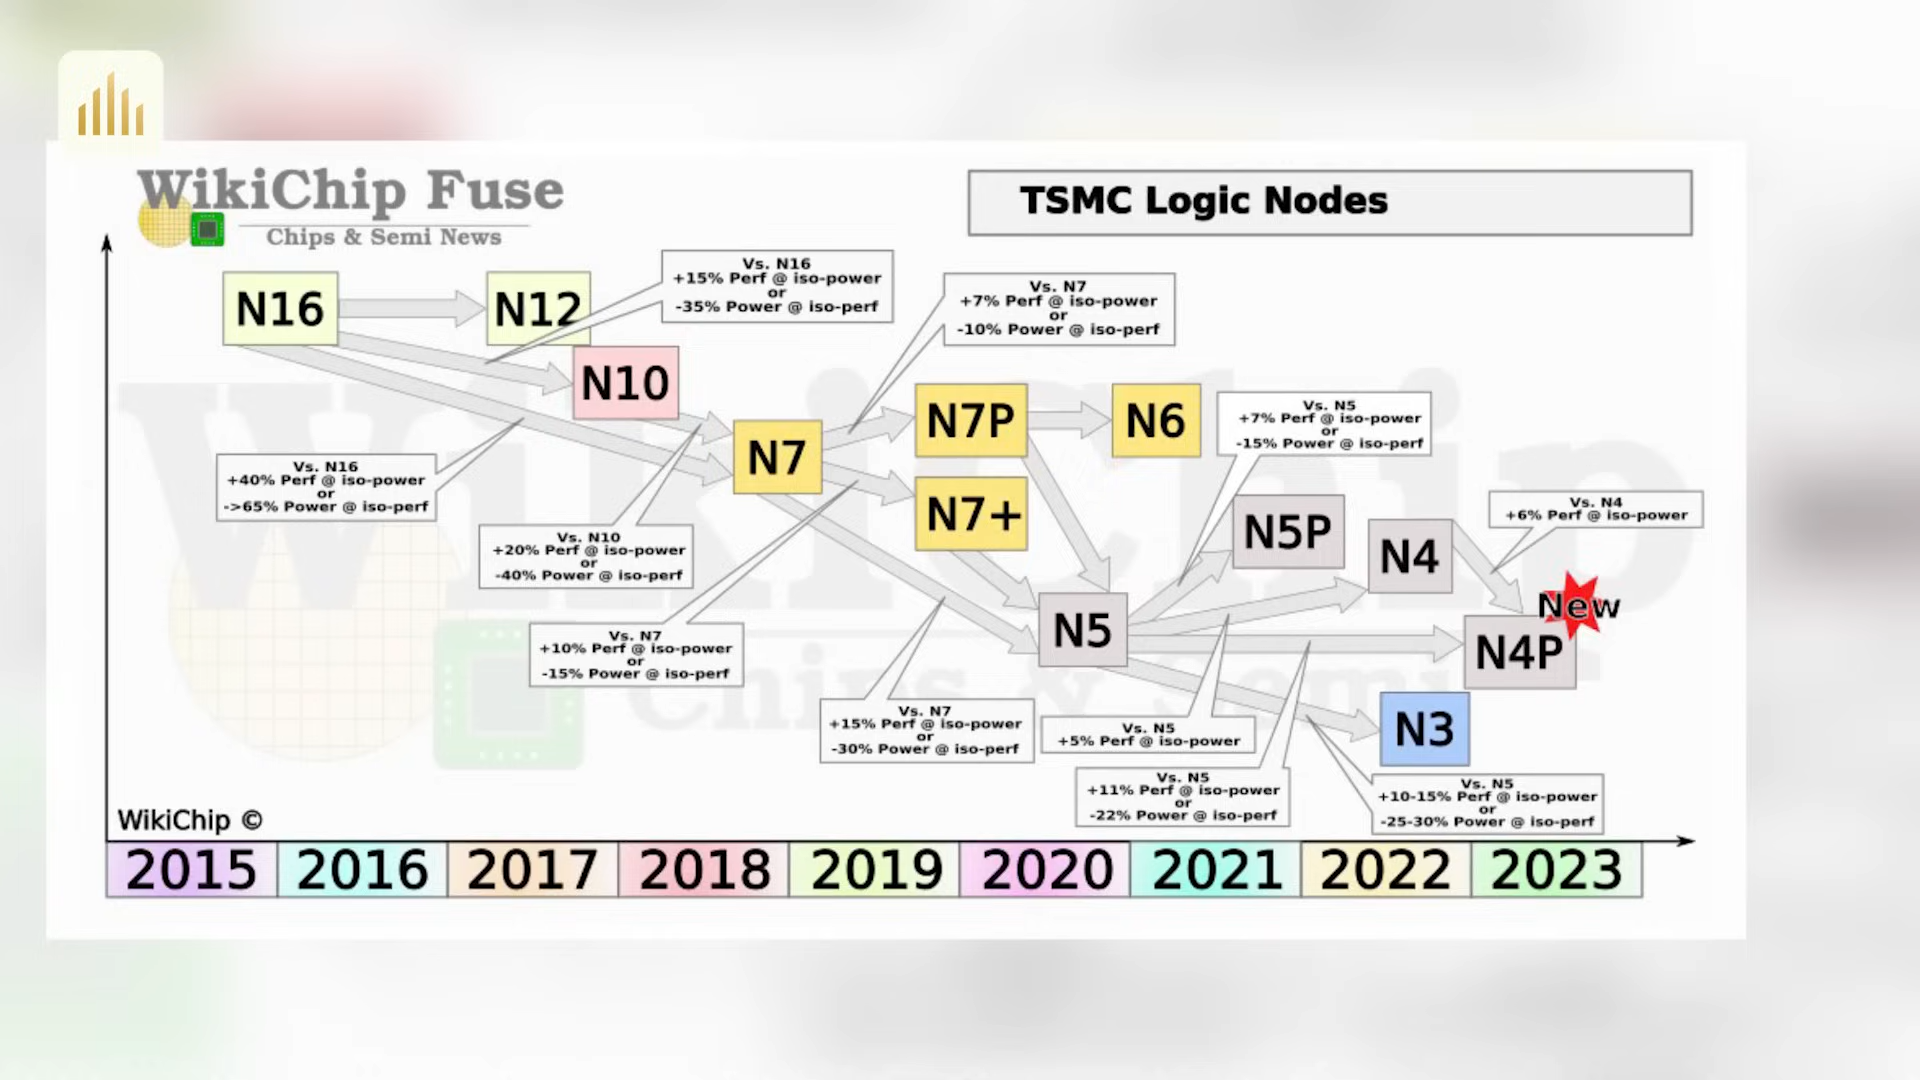 WikiChip Fuse
Chips & Semi News
TSMC Logic Nodes
N16
N12
Vs. N16
+15% Perf @ iso-power
or
-35% Power @ iso-perf
Vs. N7
+7% Perf @ iso-power
or
-10% Power @ iso-perf
N10
N7P
N6
Vs. N5
+7% Perf @ iso-power
or
-15% Power @ iso-perf
N7
Vs. N16
+40% Perf @ iso-power
or
->65% Power @ iso-perf
N7+
N5P
N4
Vs. N4
+6% Perf @ iso-power
Vs. N10
+20% Perf @ iso-power
or
-40% Power @ iso-perf
New
N5
N4P
Vs. N7
+10% Perf @ iso-power
or
-15% Power @ iso-perf
N3
Vs. N7
+15% Perf @ iso-power
or
-30% Power @ iso-perf
Vs. N5
+5% Perf @ iso-power
Vs. N5
+11% Perf @ iso-power
or
-22% Power @ iso-perf
Vs. N5
+10-15% Perf @ iso-power
or
-25-30% Power @ iso-perf
WikiChip
Chips & Semi
WikiChip ©
2015 2016 2017 2018 2019 2020 2021 2022 2023